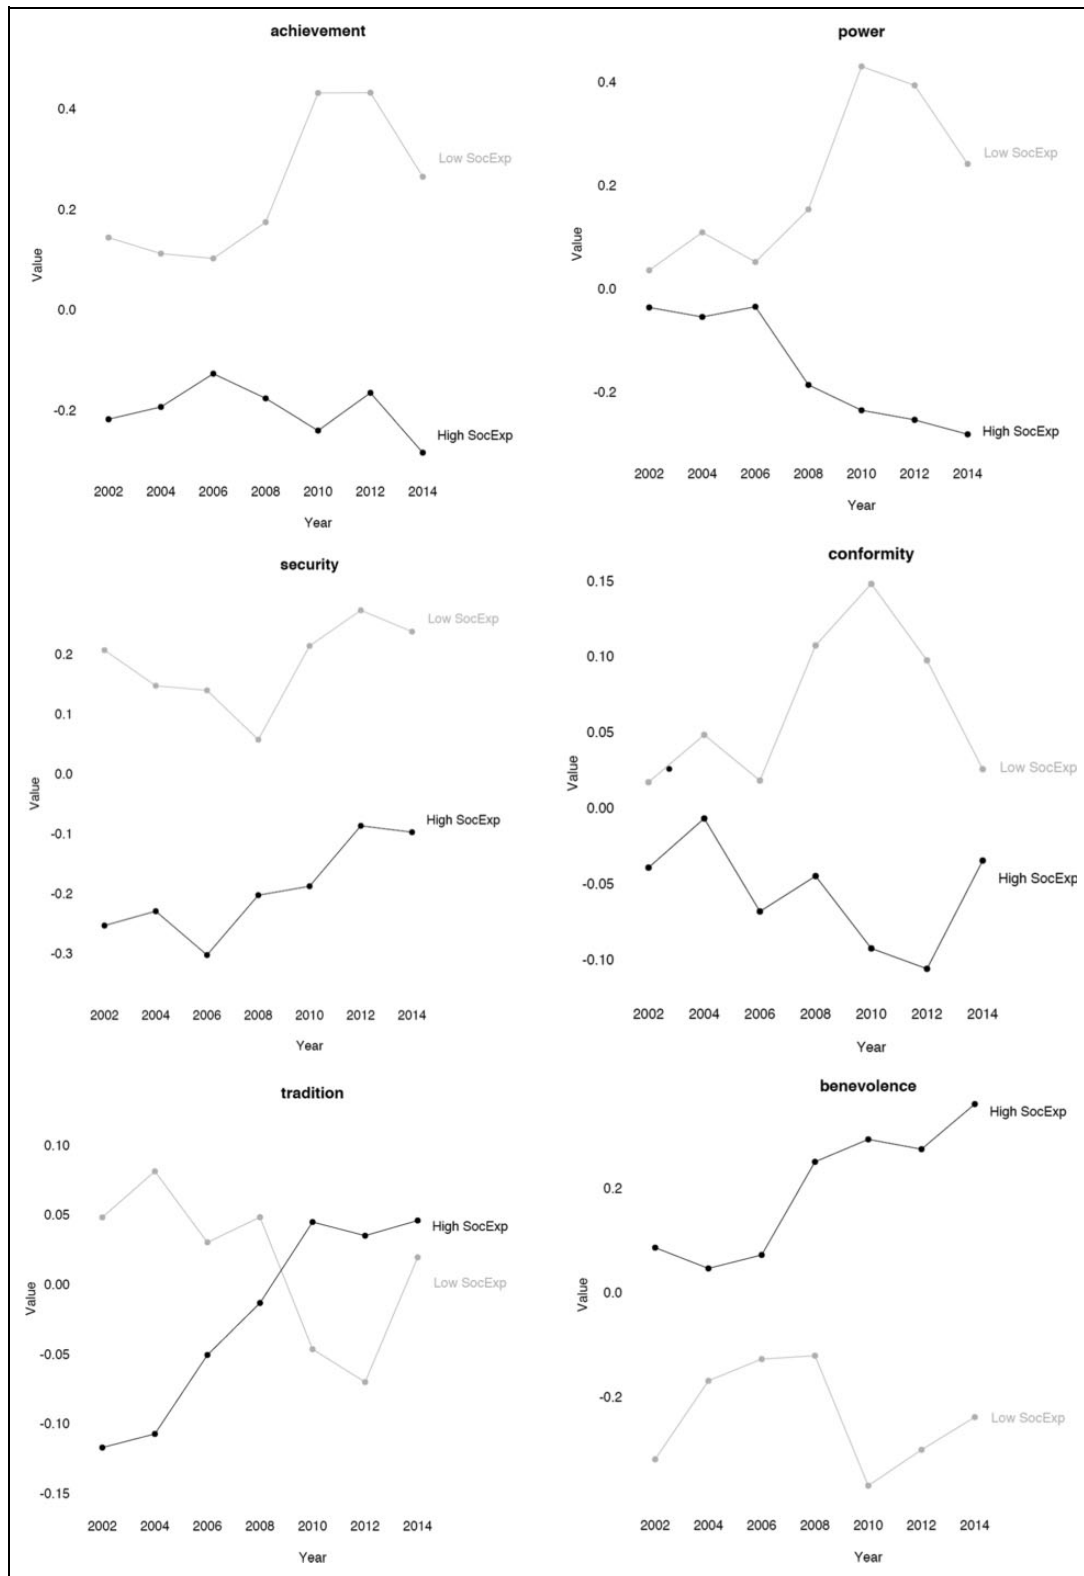 achievement
0.4
0.2
0.0
-0.2
Value
Low SocExp
High SocExp
2002 2004 2006 2008 2010 2012 2014
Year
power
0.4
0.2
0.0
-0.2
Value
Low SocExp
High SocExp
2002 2004 2006 2008 2010 2012 2014
Year
security
0.2
0.1
0.0
-0.1
-0.2
-0.3
Value
Low SocExp
High SocExp
2002 2004 2006 2008 2010 2012 2014
Year
conformity
0.15
0.10
0.05
0.00
-0.05
-0.10
Value
Low SocExp
High SocExp
2002 2004 2006 2008 2010 2012 2014
Year
tradition
0.10
0.05
0.00
-0.05
-0.10
-0.15
Value
High SocExp
Low SocExp
2002 2004 2006 2008 2010 2012 2014
Year
benevolence
0.2
0.0
-0.2
Value
High SocExp
Low SocExp
2002 2004 2006 2008 2010 2012 2014
Year